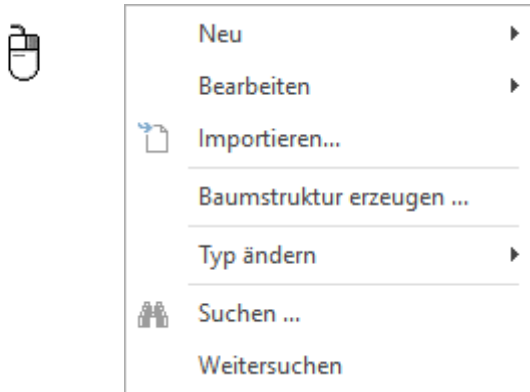 Neu
Bearbeiten
Importieren...
Baumstruktur erzeugen ...
Typ ändern
Suchen ...
Weitersuchen